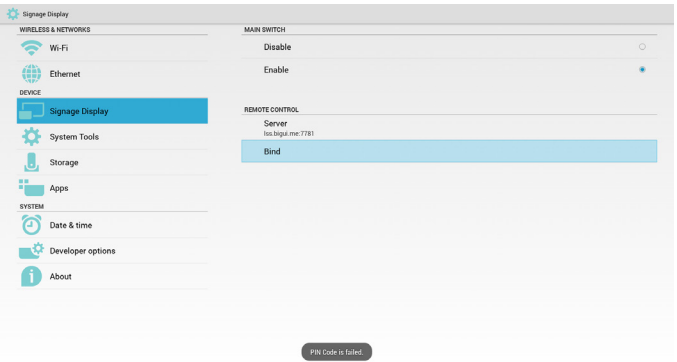 Signage Display
WIRELESS & NETWORKS
Wi-Fi
Ethernet
DEVICE
Signage Display
System Tools
Storage
Apps
SYSTEM
Date & time
Developer options
About
MAIN SWITCH
Disable
Enable
REMOTE CONTROL
Server
lss.bigui.me:7781
Bind
PIN Code is failed.